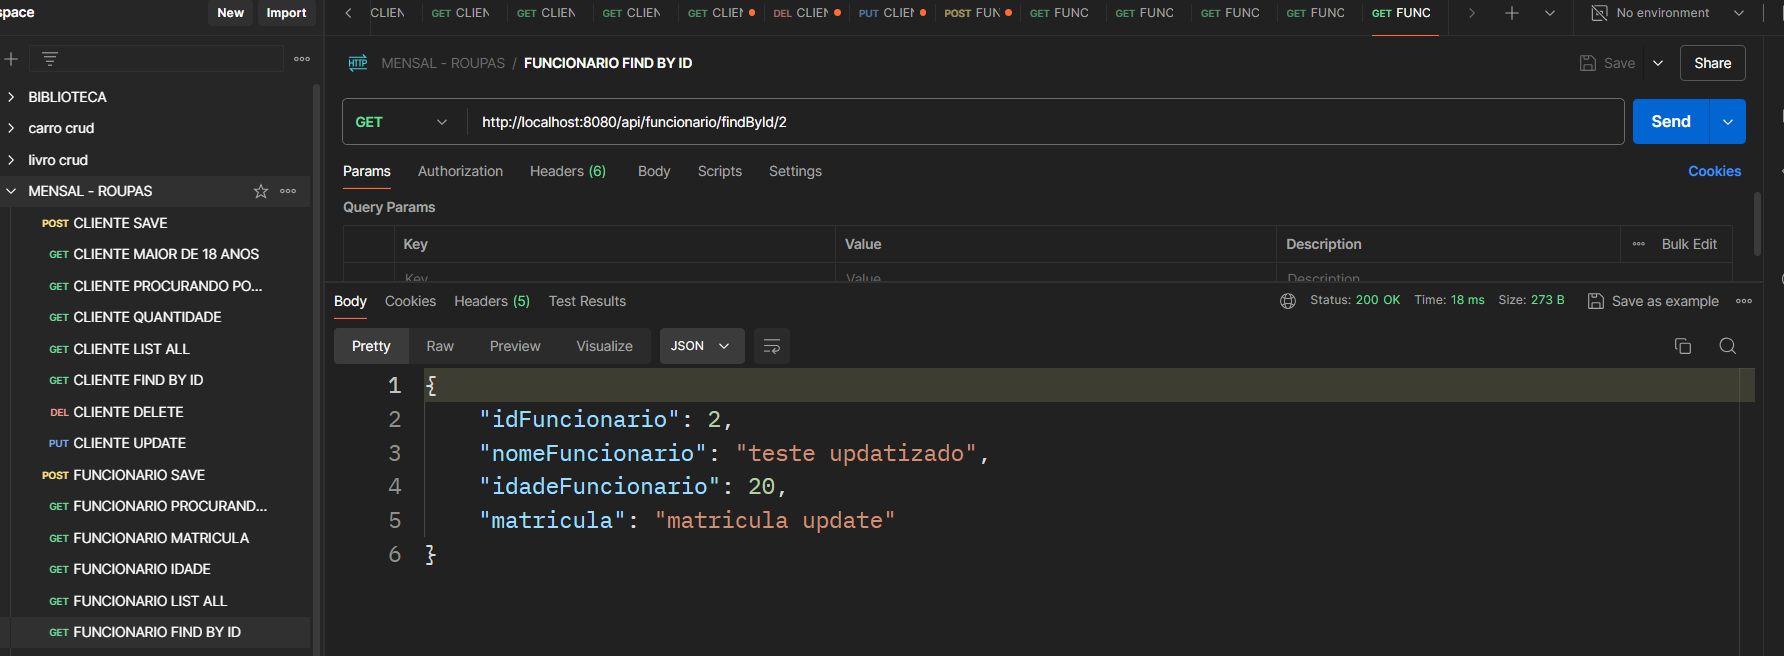 space
New
Import
CLIEN
GET CLIEN
GET CLIEN
GET CLIEN
GET CLIEN
DEL CLIEN
PUT CLIEN
POST FUN
GET FUNC
GET FUNC
GET FUNC
GET FUNC
GET FUNC
No environment
BIBLIOTECA
carro crud
livro crud
MENSAL - ROUPAS
POST CLIENTE SAVE
GET CLIENTE MAIOR DE 18 ANOS
GET CLIENTE PROCURANDO PO...
GET CLIENTE QUANTIDADE
GET CLIENTE LIST ALL
GET CLIENTE FIND BY ID
DEL CLIENTE DELETE
PUT CLIENTE UPDATE
POST FUNCIONARIO SAVE
GET FUNCIONARIO PROCURAND...
GET FUNCIONARIO MATRICULA
GET FUNCIONARIO IDADE
GET FUNCIONARIO LIST ALL
GET FUNCIONARIO FIND BY ID
HTTP MENSAL - ROUPAS / FUNCIONARIO FIND BY ID
Save
Share
GET
http://localhost:8080/api/funcionario/findById/2
Send
Params Authorization Headers (6) Body Scripts Settings
Cookies
Query Params
Key Value Description Bulk Edit
Key Value Description
Body Cookies Headers (5) Test Results
Status: 200 OK Time: 18 ms Size: 273 B
Save as example
Pretty Raw Preview Visualize JSON
1 {
2 "idFuncionario": 2,
3 "nomeFuncionario": "teste updatizado",
4 "idadeFuncionario": 20,
5 "matricula": "matricula update"
6 }